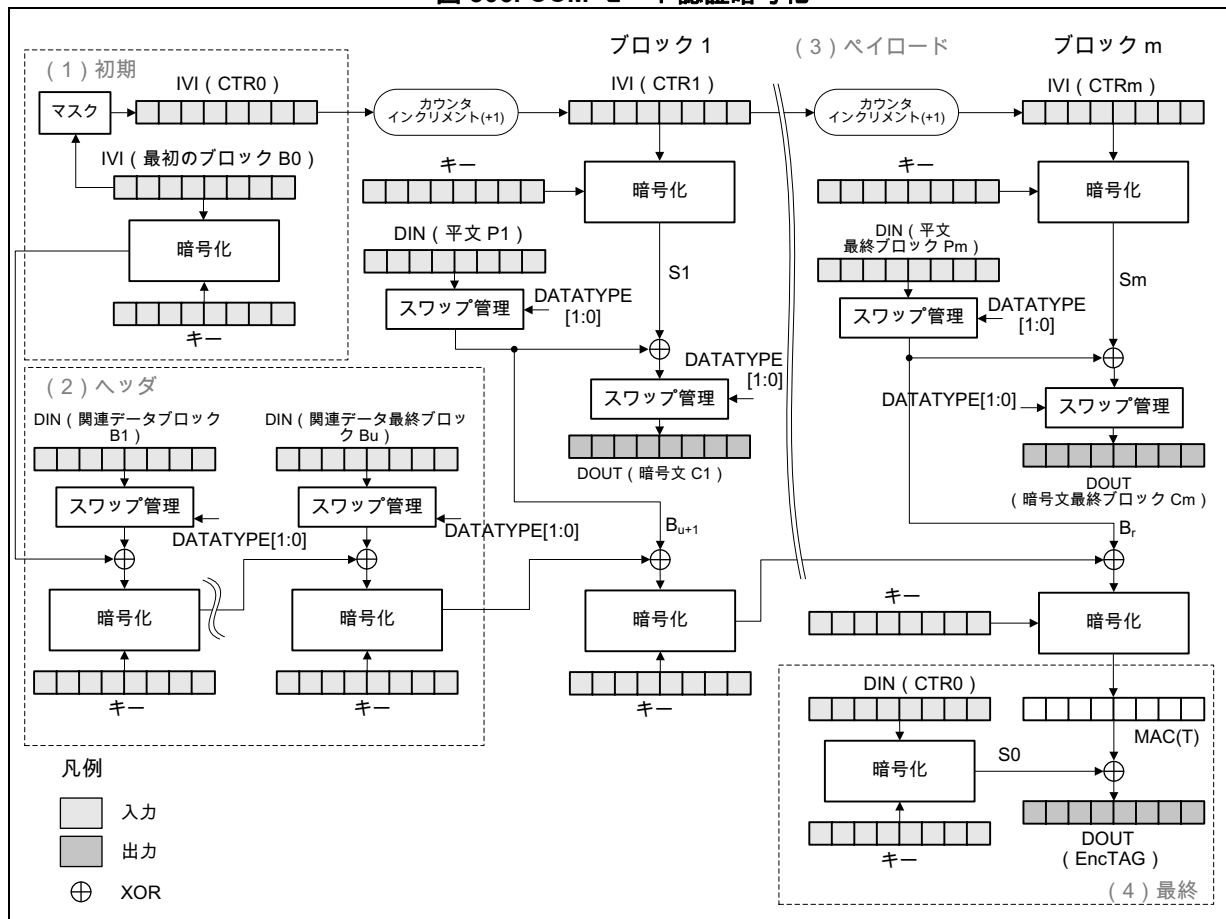 ブロック 1
(3)ペイロード
ブロック m
(1)初期
IVI(CTR0)
IVI(CTR1)
IVI(CTRm)
マスク
カウンタ
インクリメント(+1)
カウンタ
インクリメント(+1)
IVI(最初のブロック B0)
キー
暗号化
キー
暗号化
暗号化
キー
DIN(平文 P1)
スワップ管理
DATATYPE
[1:0]
S1
DATATYPE
[1:0]
スワップ管理
DOUT(暗号文 C1)
DIN(平文
最終ブロック Pm)
スワップ管理
DATATYPE
[1:0]
Sm
DATATYPE[1:0]
スワップ管理
DOUT
(暗号文最終ブロック Cm)
(2)ヘッダ
DIN(関連データブロック
B1)
DIN(関連データ最終ブロッ
ク Bu)
スワップ管理
スワップ管理
DATATYPE[1:0]
DATATYPE[1:0]
Bu+1
Br
暗号化
暗号化
暗号化
キー
暗号化
キー
キー
キー
DIN(CTR0)
MAC(T)
暗号化
S0
キー
DOUT
(EncTAG)
(4)最終
凡例
入力
出力
XOR